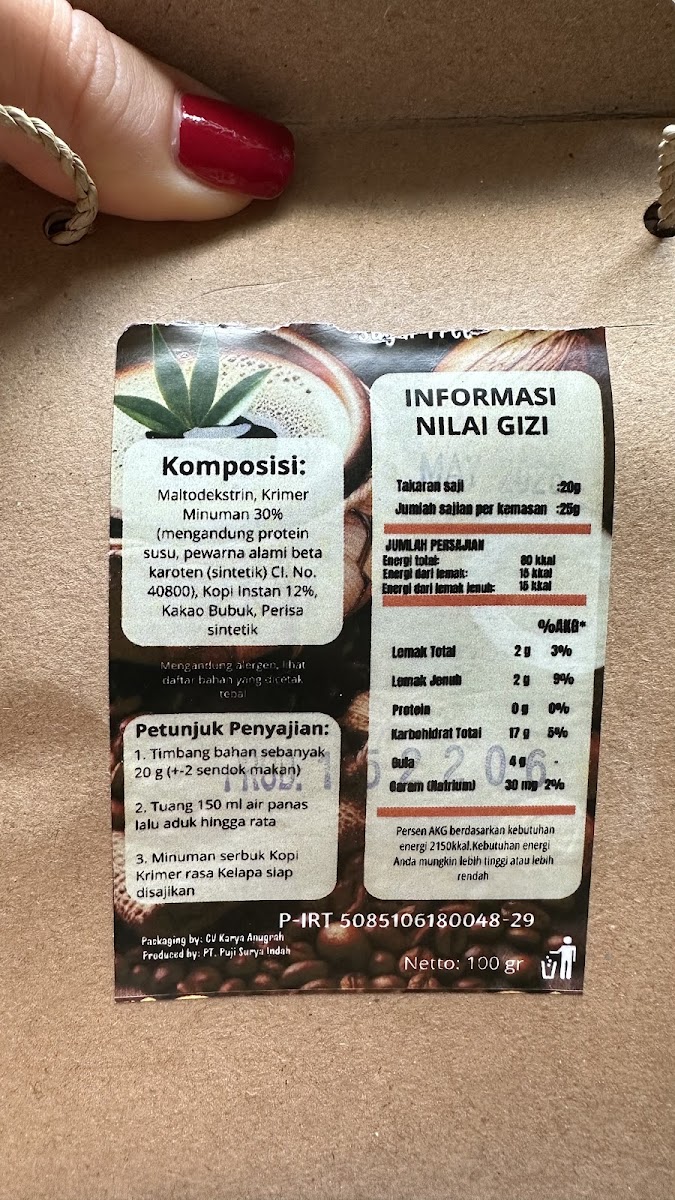 Sugar Free
Komposisi:
Maltodekstrin, Krimer
Minuman 30%
(mengandung protein
susu, pewarna alami beta
karoten (sintetik) CI. No.
40800), Kopi Instan 12%,
Kakao Bubuk, Perisa
sintetik
Mengandung alergen, lihat
daftar bahan yang dicetak
tebal
Petunjuk Penyajian:
1. Timbang bahan sebanyak
20 g (+-2 sendok makan)
2. Tuang 150 ml air panas
lalu aduk hingga rata
3. Minuman serbuk Kopi
Krimer rasa Kelapa siap
disajikan
INFORMASI
NILAI GIZI
MAY
Takaran saji :20g
Jumlah sajian per kemasan :25g
JUMLAH PERSAJIAN
Energi total: 80 kkal
Energi dari lemak: 15 kkal
Energi dari lemak jenuh: 15 kkal
%AKG*
Lemak Total 2 g 3%
Lemak Jenuh 2 g 9%
Protein 0 g 0%
Karbohidrat Total 17 g 5%
Gula 4 g -
PROD. 152206
Garam (Natrium) 30 mg 2%
Persen AKG berdasarkan kebutuhan
energi 2150kkal.Kebutuhan energi
Anda mungkin lebih tinggi atau lebih
rendah
P-IRT 5085106180048-29
Packaging by: CV Karya Anugrah
Produced by: PT. Puji Surya Indah
Netto: 100 gr